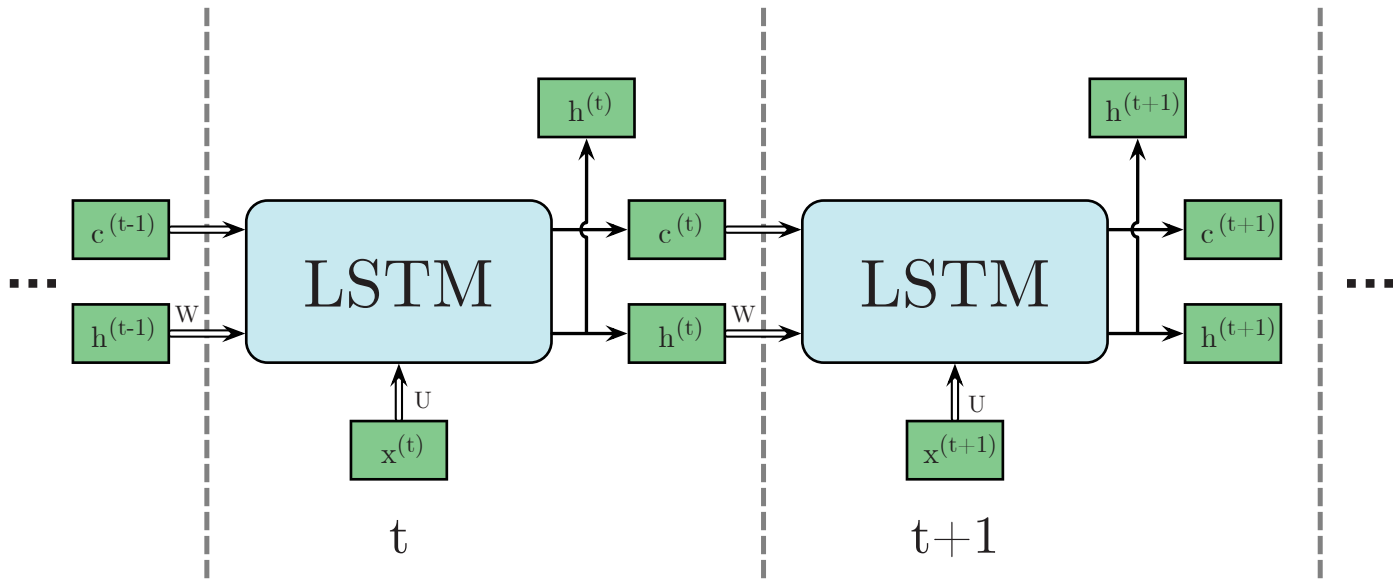 h^(t)
h^(t+1)
c^(t-1)
c^(t)
c^(t+1)
LSTM
LSTM
...
...
h^(t-1)
W
h^(t)
W
h^(t+1)
U
U
x^(t)
x^(t+1)
t
t+1